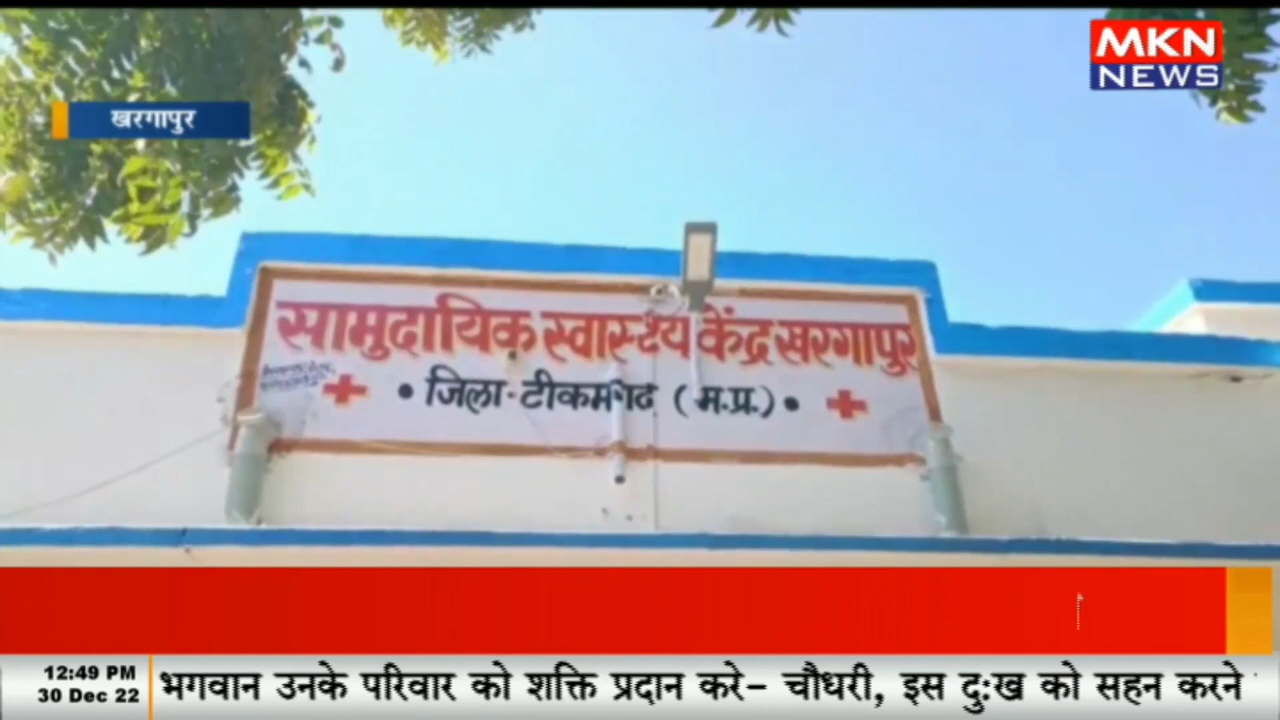 MKN
NEWS
खरगापुर
सामुदायिक स्वास्थ्य केंद्र खरगापुर
• जिला - टीकमगढ (म.प्र.) •
12:49 PM
30 Dec 22
भगवान उनके परिवार को शक्ति प्रदान करे- चौधरी, इस दुःख को सहन करने